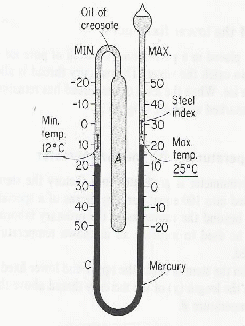 Oil of
creosote
MIN.
MAX.
-20
-10
0
10
20
30
40
50
50
40
30
20
10
0
-10
-20
Steel
index
Min.
temp.
12°C
Max.
temp.
25°C
A
C
Mercury